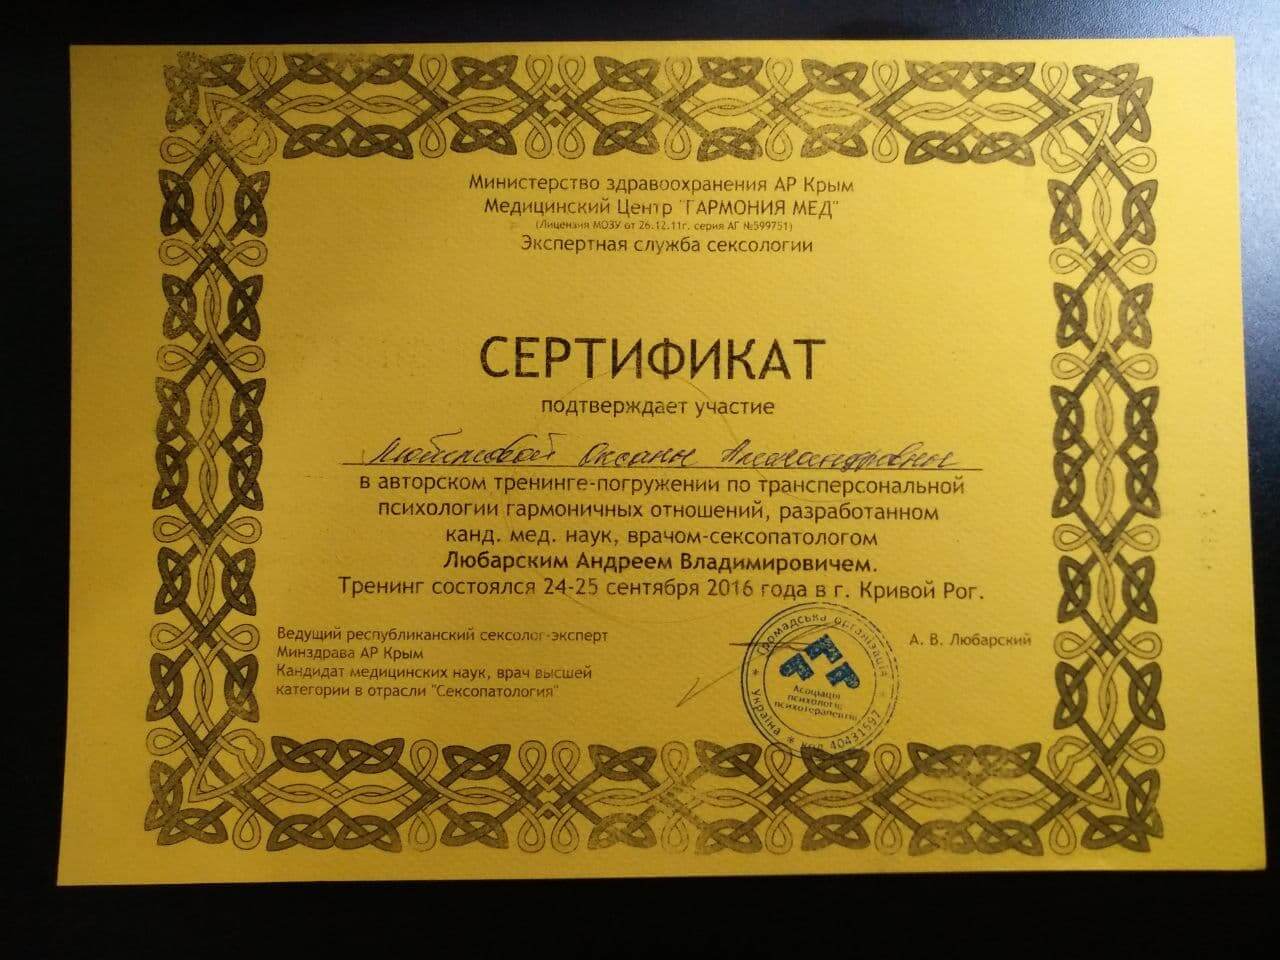 Министерство здравоохранения АР Крым
Медицинский Центр "ГАРМОНИЯ МЕД"
(Лицензия МОЗУ от 26.12.11г. серия АГ №599751)
Экспертная служба сексологии
СЕРТИФИКАТ
подтверждает участие
Оксаны Александровны
в авторском тренинге-погружении по трансперсональной
психологии гармоничных отношений, разработанном
канд. мед. наук, врачом-сексопатологом
Любарским Андреем Владимировичем.
Тренинг состоялся 24-25 сентября 2016 года в г. Кривой Рог.
Ведущий республиканский сексолог-эксперт
Минздрава АР Крым
Кандидат медицинских наук, врач высшей
категории в отрасли "Сексопатология"
А. В. Любарский
Громадська організація
Асоціація
психологів,
психотерапевтів
Україна * код 40431597 *